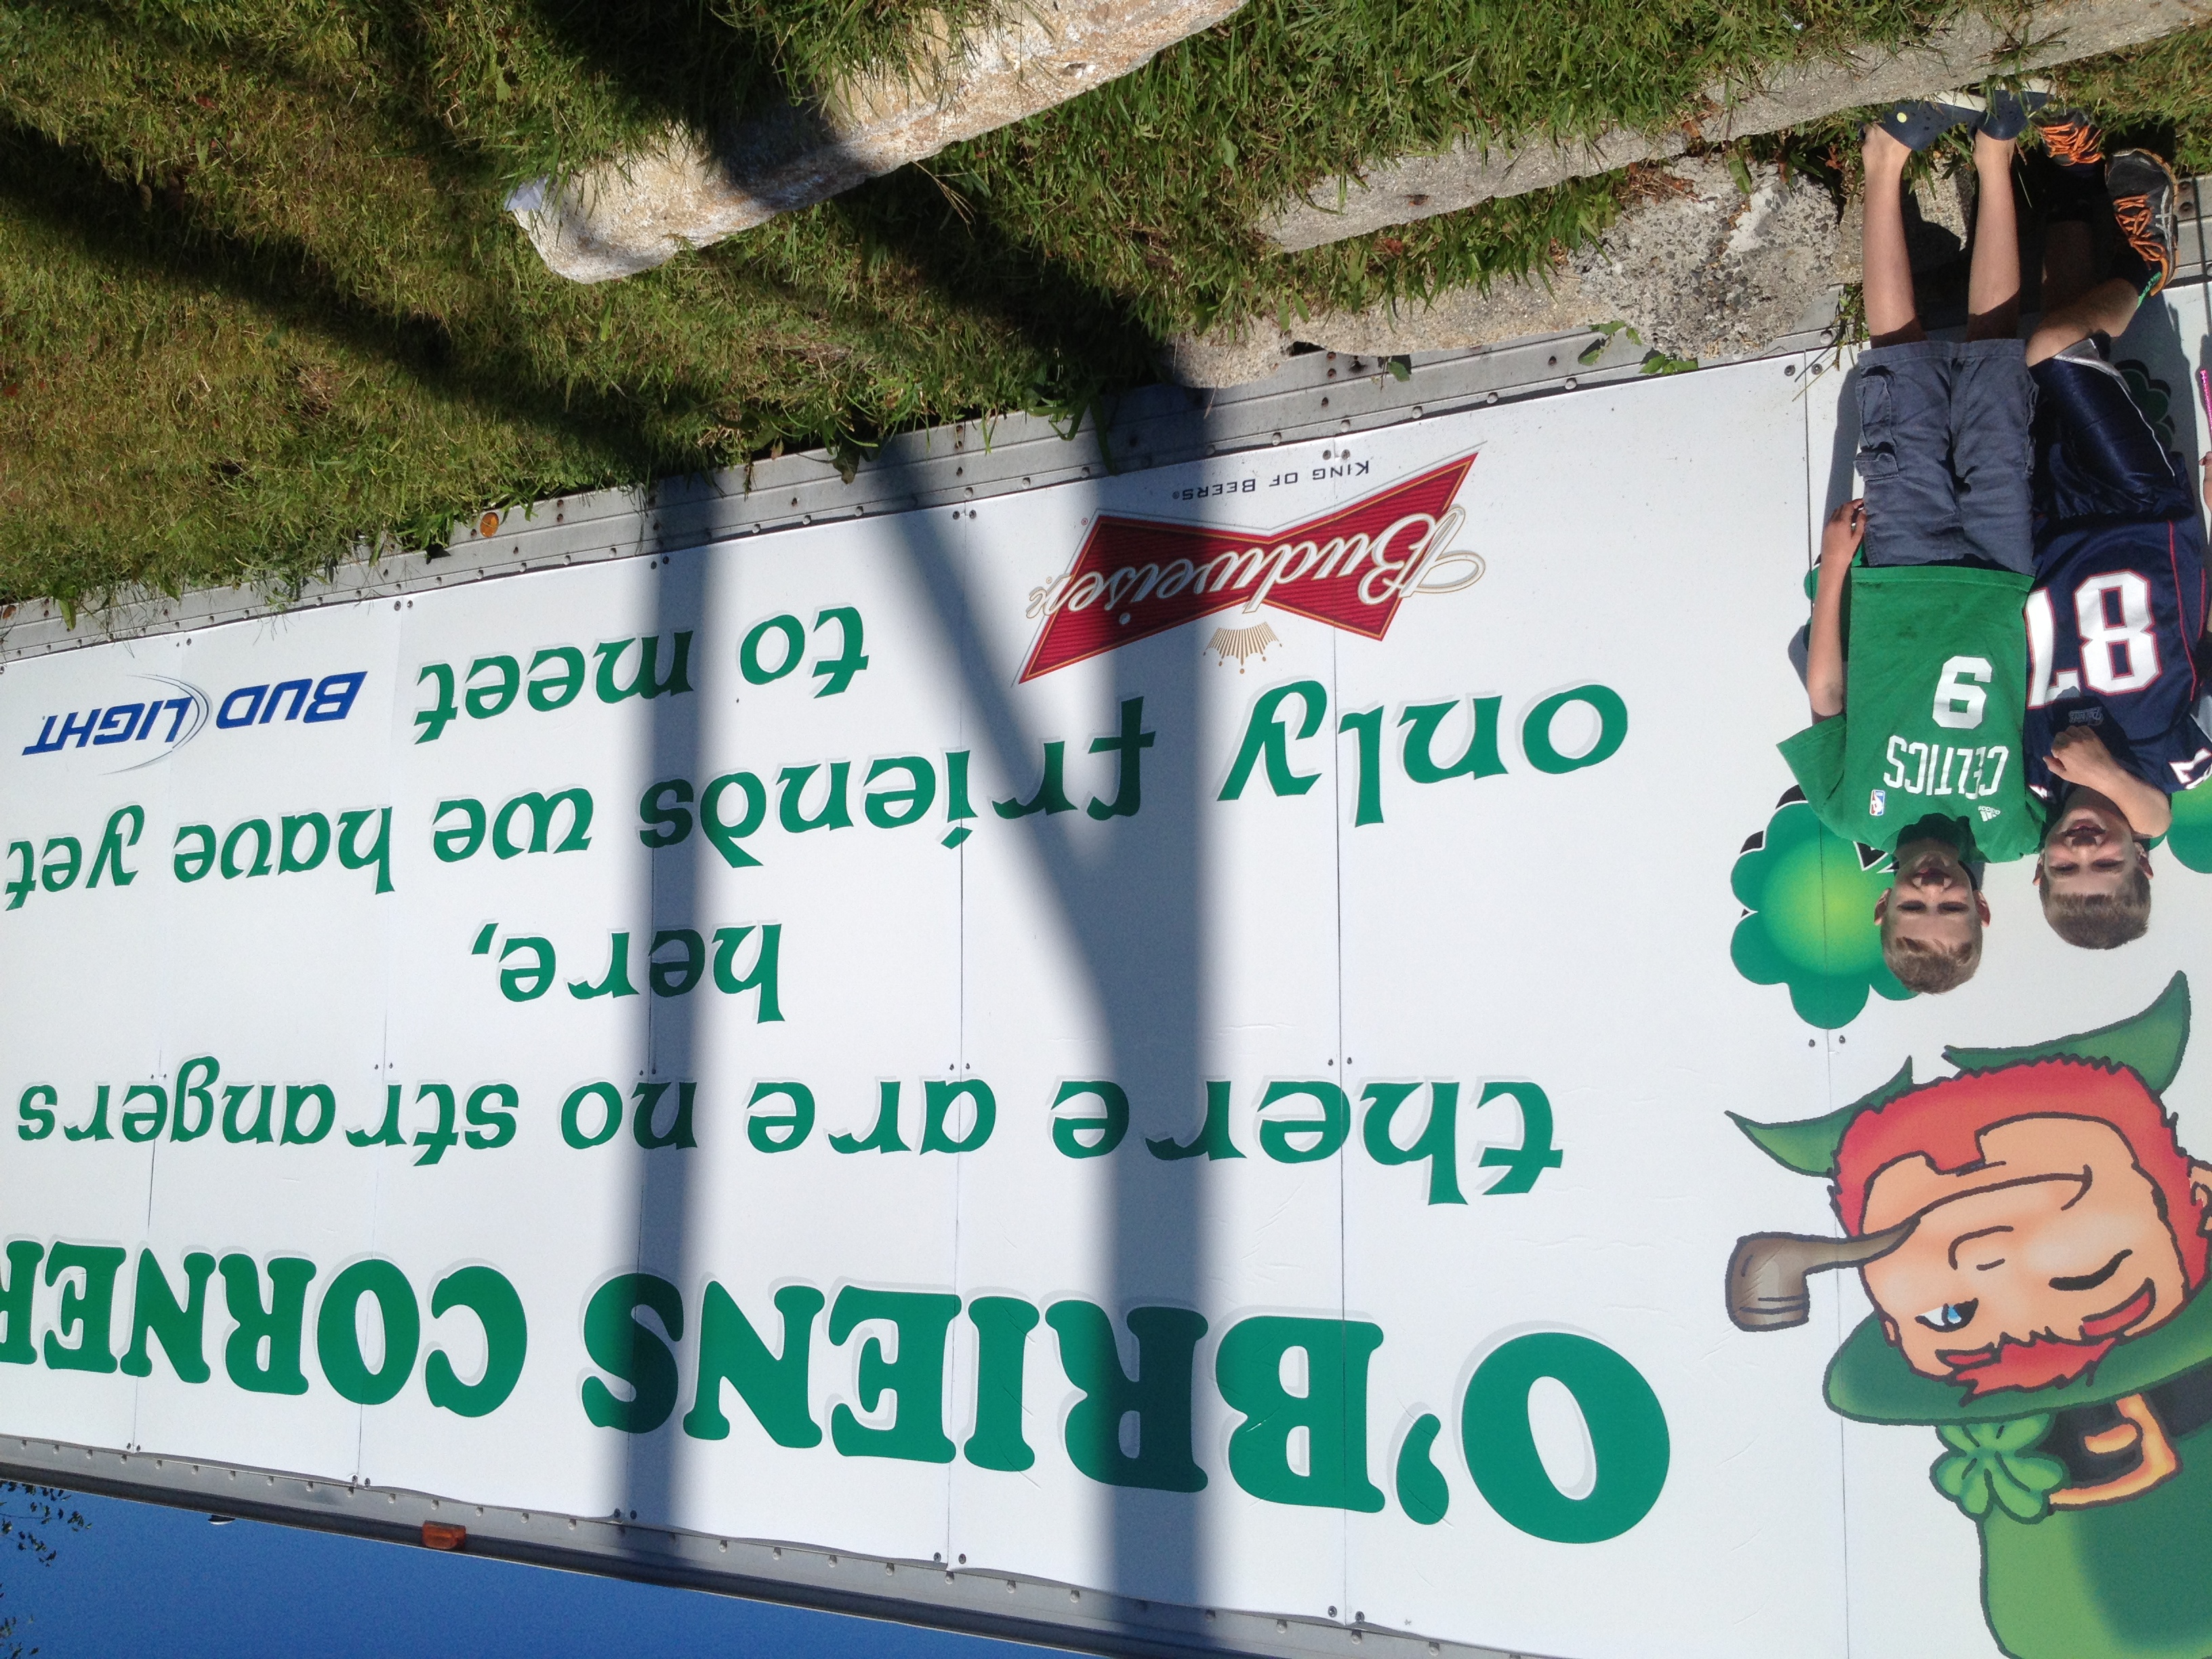 O'BRIENS CORNER
there are no strangers
here,
only friends we have yet
to meet
Budweiser
KING OF BEERS
BUD LIGHT
CELTICS
9
adidas
87